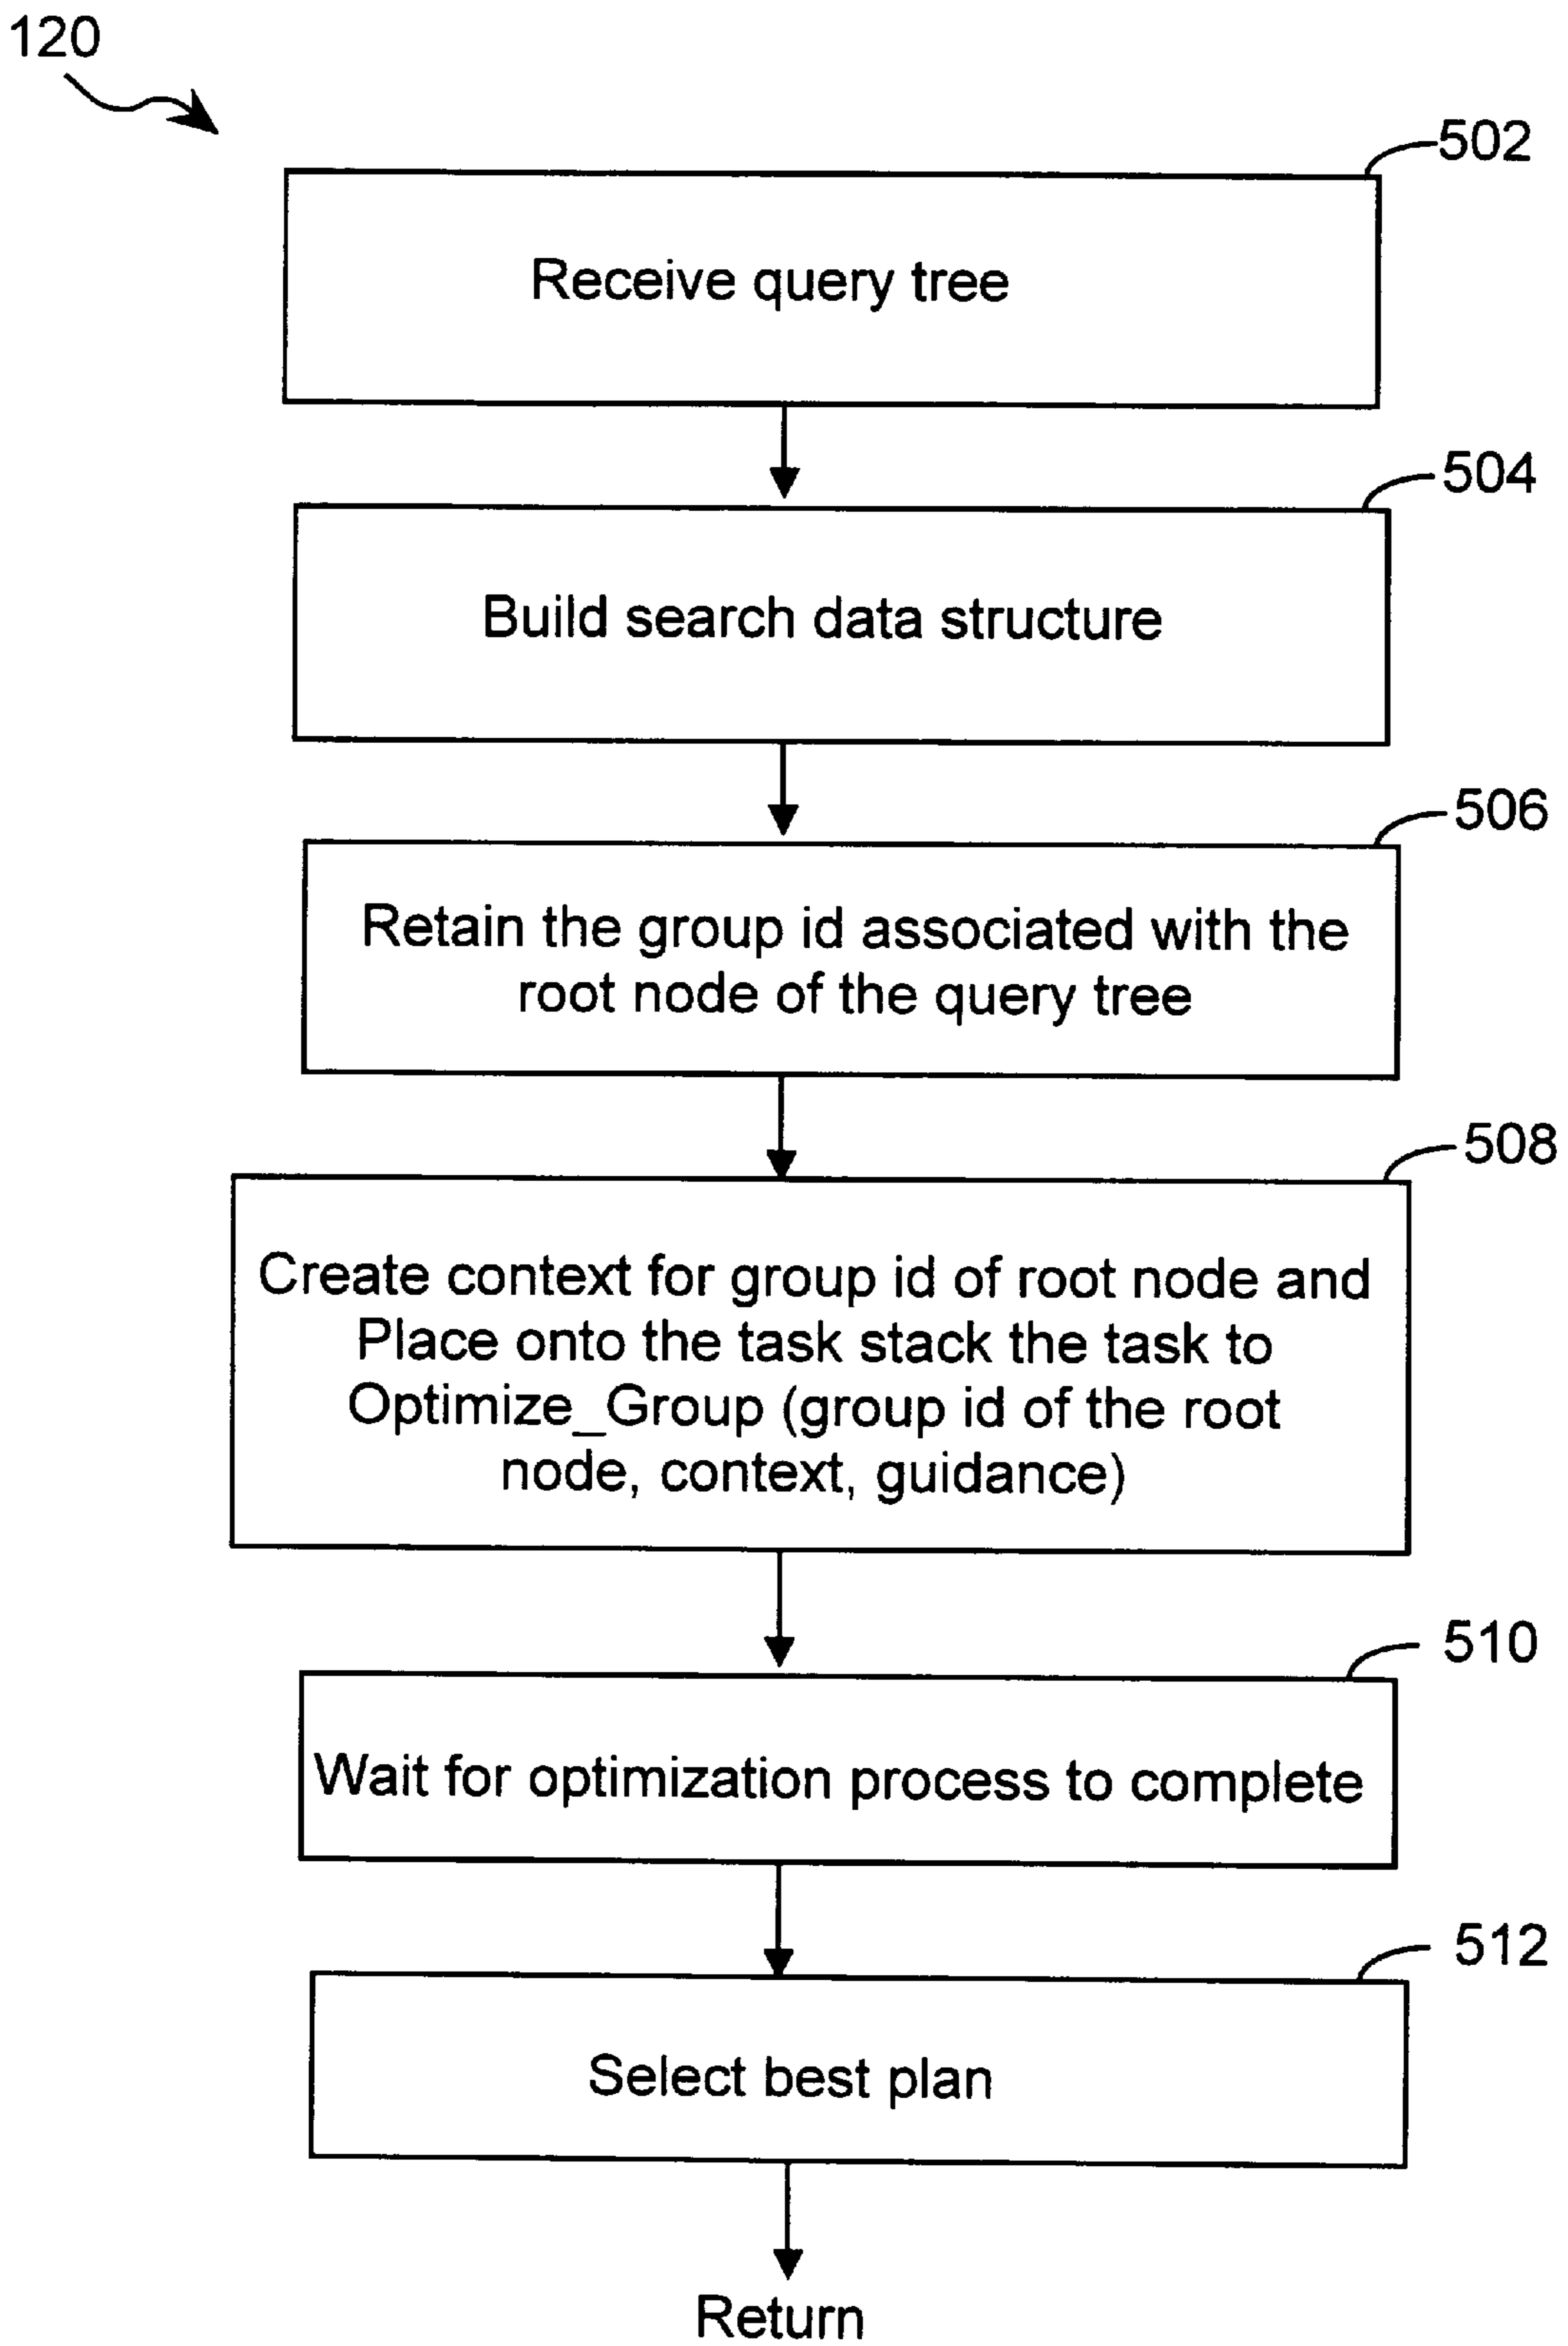 120
502
Receive query tree
504
Build search data structure
506
Retain the group id associated with the
root node of the query tree
508
Create context for group id of root node and
Place onto the task stack the task to
Optimize_Group (group id of the root
node, context, guidance)
510
Wait for optimization process to complete
512
Select best plan
Return